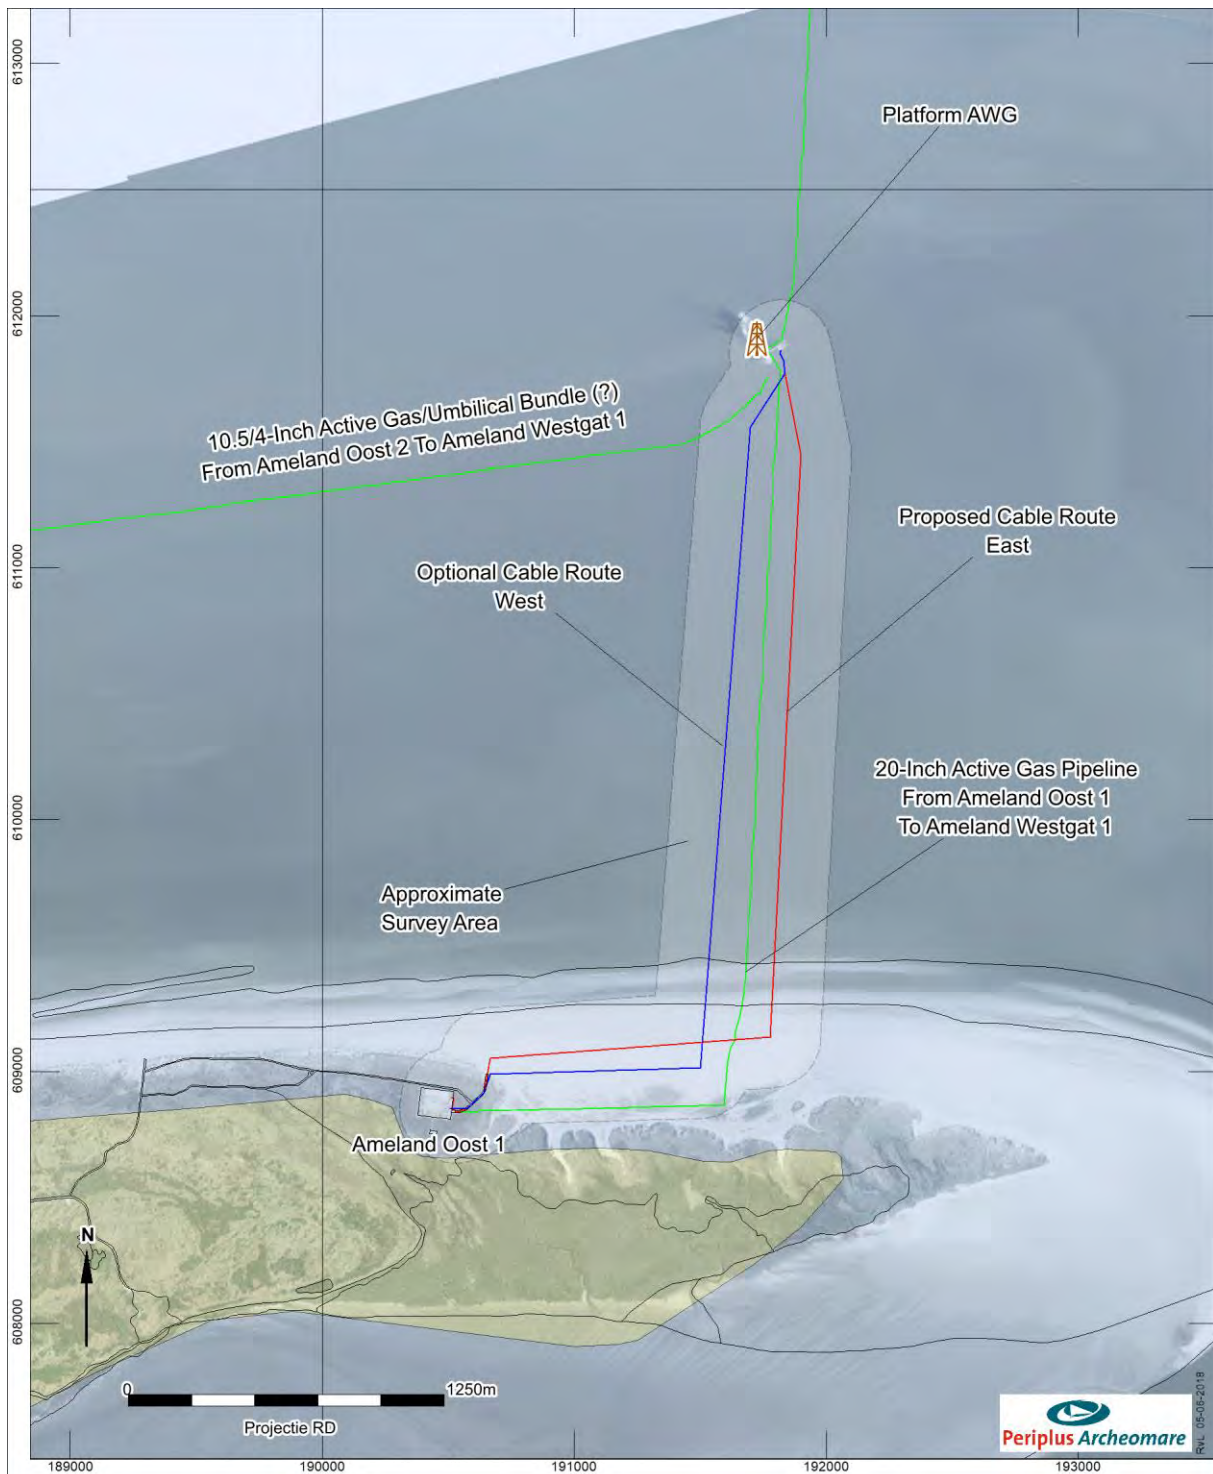 613000
Platform AWG
612000
10.5/4-Inch Active Gas/Umbilical Bundle (?)
From Ameland Oost 2 To Ameland Westgat 1
Proposed Cable Route
East
611000
Optional Cable Route
West
20-Inch Active Gas Pipeline
From Ameland Oost 1
To Ameland Westgat 1
610000
Approximate
Survey Area
609000
Ameland Oost 1
N
608000
0 1250m
Projectie RD
Periplus Archeomare
RvL 05-06-2018
189000 190000 191000 192000 193000